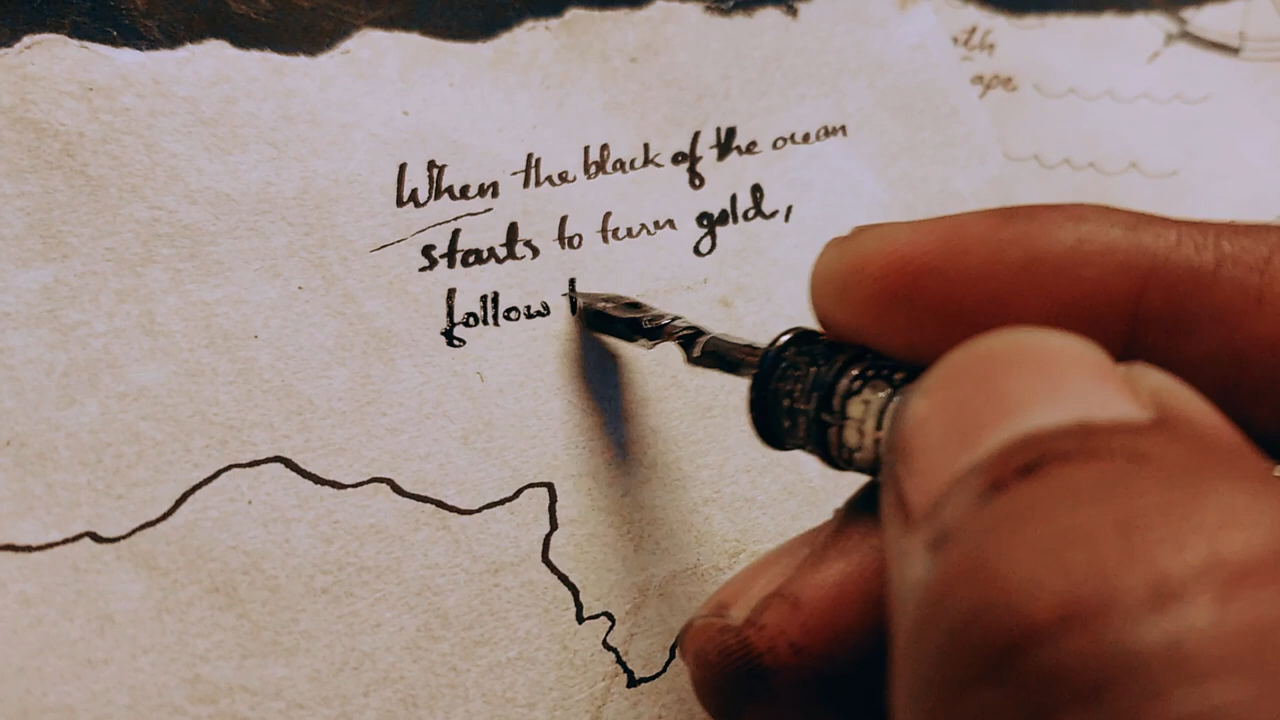 When the black of the ocean
starts to turn gold,
follow t